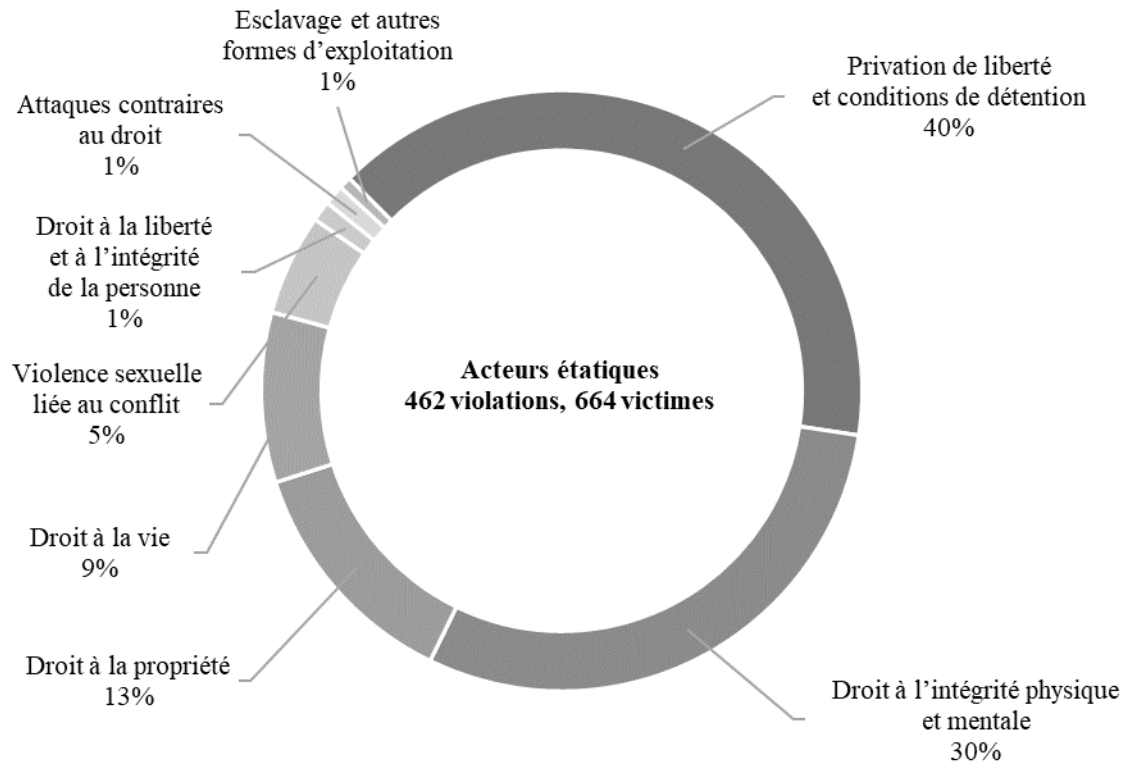 Esclavage et autres
formes d’exploitation
1%
Privation de liberté
et conditions de détention
40%
Attaques contraires
au droit
1%
Droit à la liberté
et à l’intégrité
de la personne
1%
Violence sexuelle
liée au conflit
5%
Acteurs étatiques
462 violations, 664 victimes
Droit à la vie
9%
Droit à la propriété
13%
Droit à l’intégrité physique
et mentale
30%